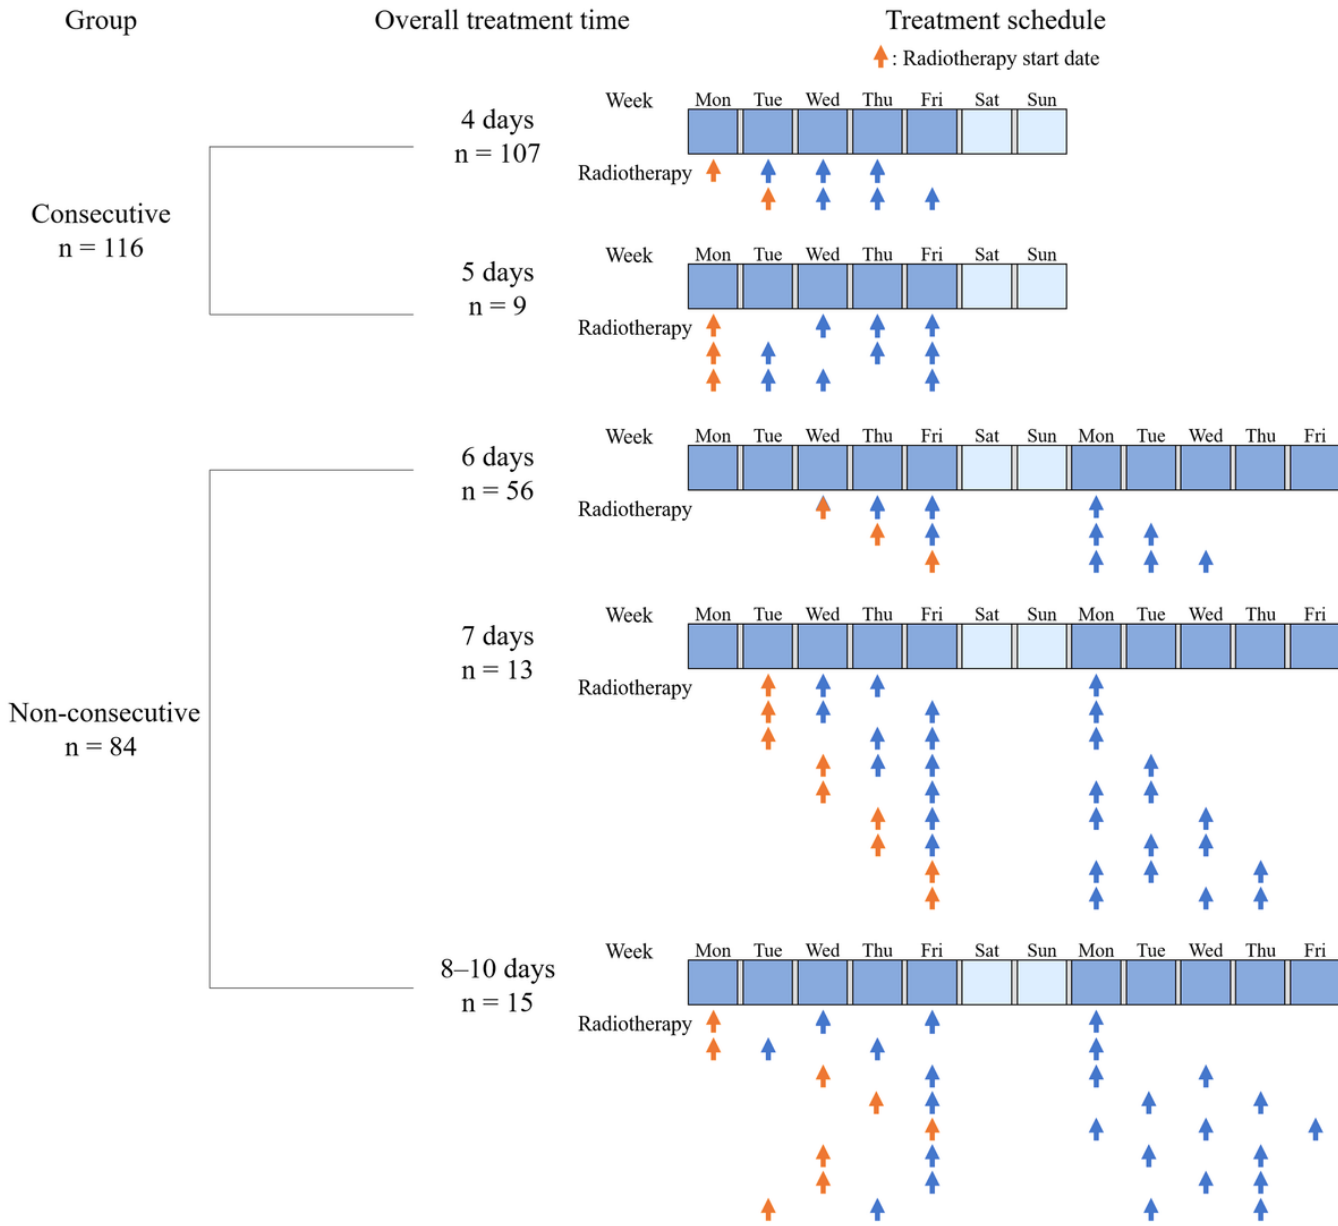 Group Overall treatment time Treatment schedule
: Radiotherapy start date
Week Mon Tue Wed Thu Fri Sat Sun
4 days
n = 107
Radiotherapy
Consecutive
n = 116
Week Mon Tue Wed Thu Fri Sat Sun
5 days
n = 9
Radiotherapy
Week Mon Tue Wed Thu Fri Sat Sun Mon Tue Wed Thu Fri
6 days
n = 56
Radiotherapy
Week Mon Tue Wed Thu Fri Sat Sun Mon Tue Wed Thu Fri
7 days
n = 13
Radiotherapy
Non-consecutive
n = 84
Week Mon Tue Wed Thu Fri Sat Sun Mon Tue Wed Thu Fri
8–10 days
n = 15
Radiotherapy